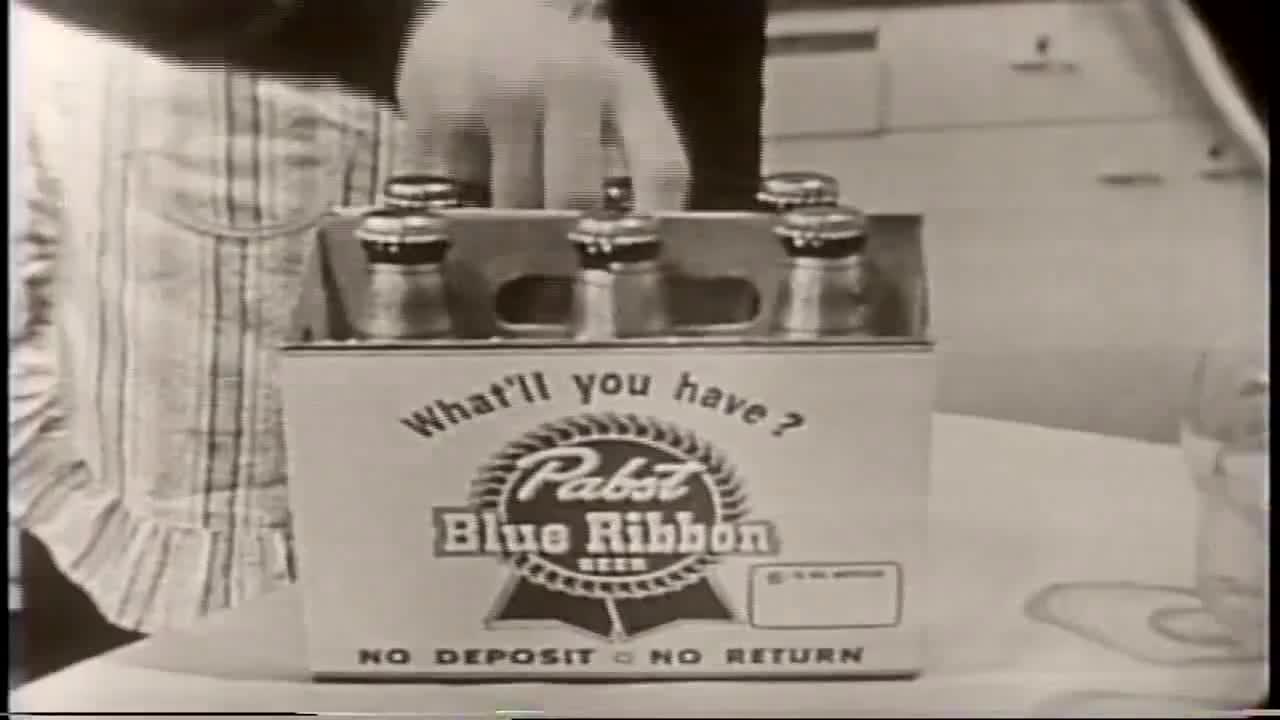 What'll you have?
Pabst
Blue Ribbon
BEER
NO DEPOSIT NO RETURN